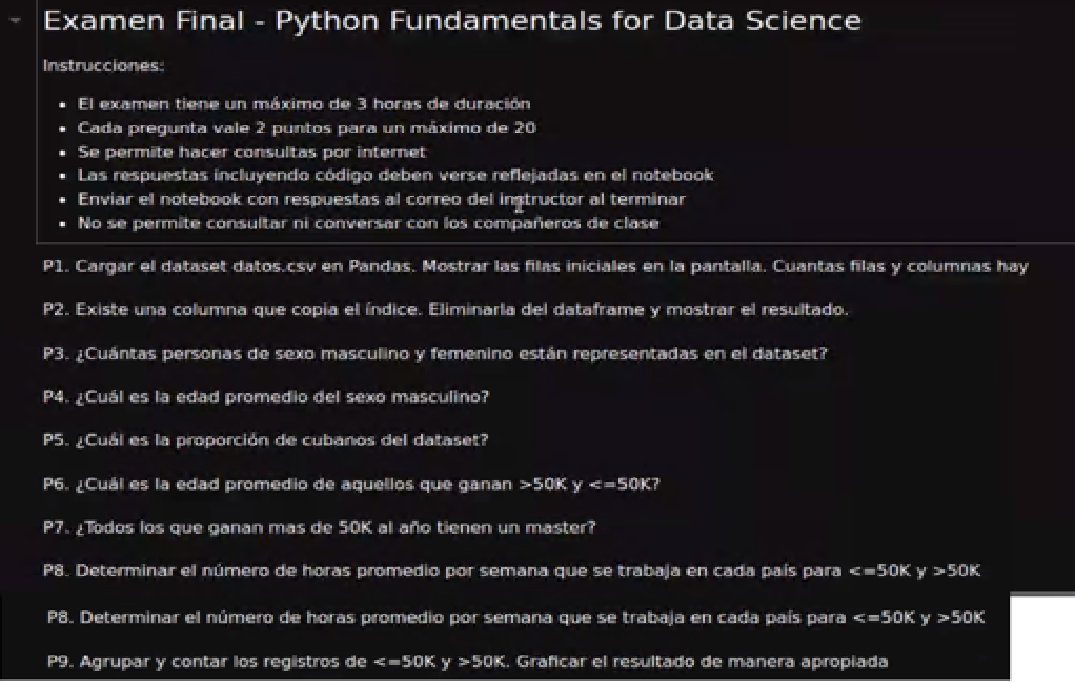 Examen Final - Python Fundamentals for Data Science
Instrucciones:
• El examen tiene un máximo de 3 horas de duración
• Cada pregunta vale 2 puntos para un máximo de 20
• Se permite hacer consultas por internet
• Las respuestas incluyendo código deben verse reflejadas en el notebook
• Enviar el notebook con respuestas al correo del instructor al terminar
• No se permite consultar ni conversar con los compañeros de clase
P1. Cargar el dataset datos.csv en Pandas. Mostrar las filas iniciales en la pantalla. Cuantas filas y columnas hay
P2. Existe una columna que copia el índice. Eliminarla del dataframe y mostrar el resultado.
P3. ¿Cuántas personas de sexo masculino y femenino están representadas en el dataset?
P4. ¿Cuál es la edad promedio del sexo masculino?
P5. ¿Cuál es la proporción de cubanos del dataset?
P6. ¿Cuál es la edad promedio de aquellos que ganan >50K y <=50K?
P7. ¿Todos los que ganan mas de 50K al año tienen un master?
P8. Determinar el número de horas promedio por semana que se trabaja en cada país para <=50K y >50K
P8. Determinar el número de horas promedio por semana que se trabaja en cada país para <=50K y >50K
P9. Agrupar y contar los registros de <=50K y >50K. Graficar el resultado de manera apropiada